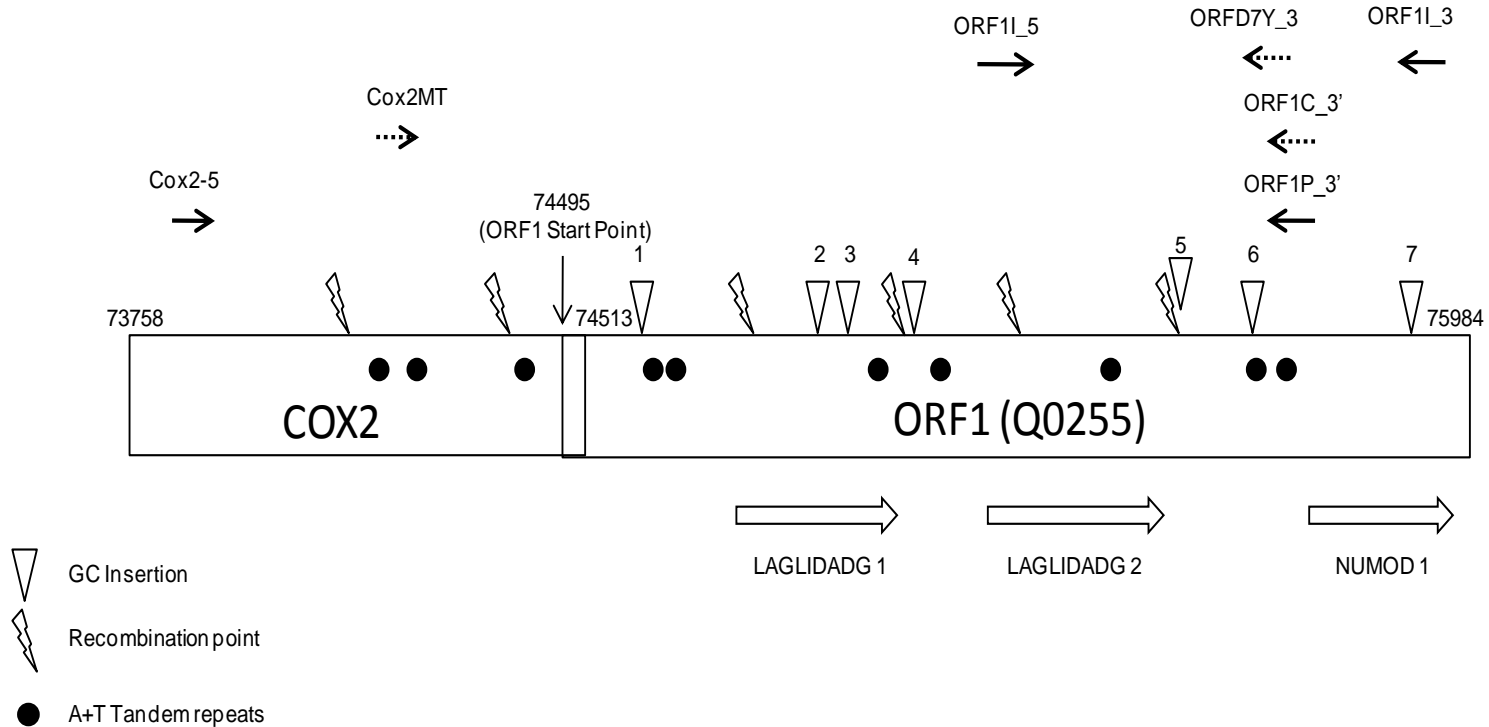 ORF1I_5
ORFD7Y_3
ORF1I_3
Cox2MT
ORF1C_3'
Cox2-5
ORF1P_3'
74495
(ORF1 Start Point)
1
2
3
4
5
6
7
73758
74513
75984
COX2
ORF1 (Q0255)
LAGLIDADG 1
LAGLIDADG 2
NUMOD 1
GC Insertion
Recombination point
A+T Tandem repeats